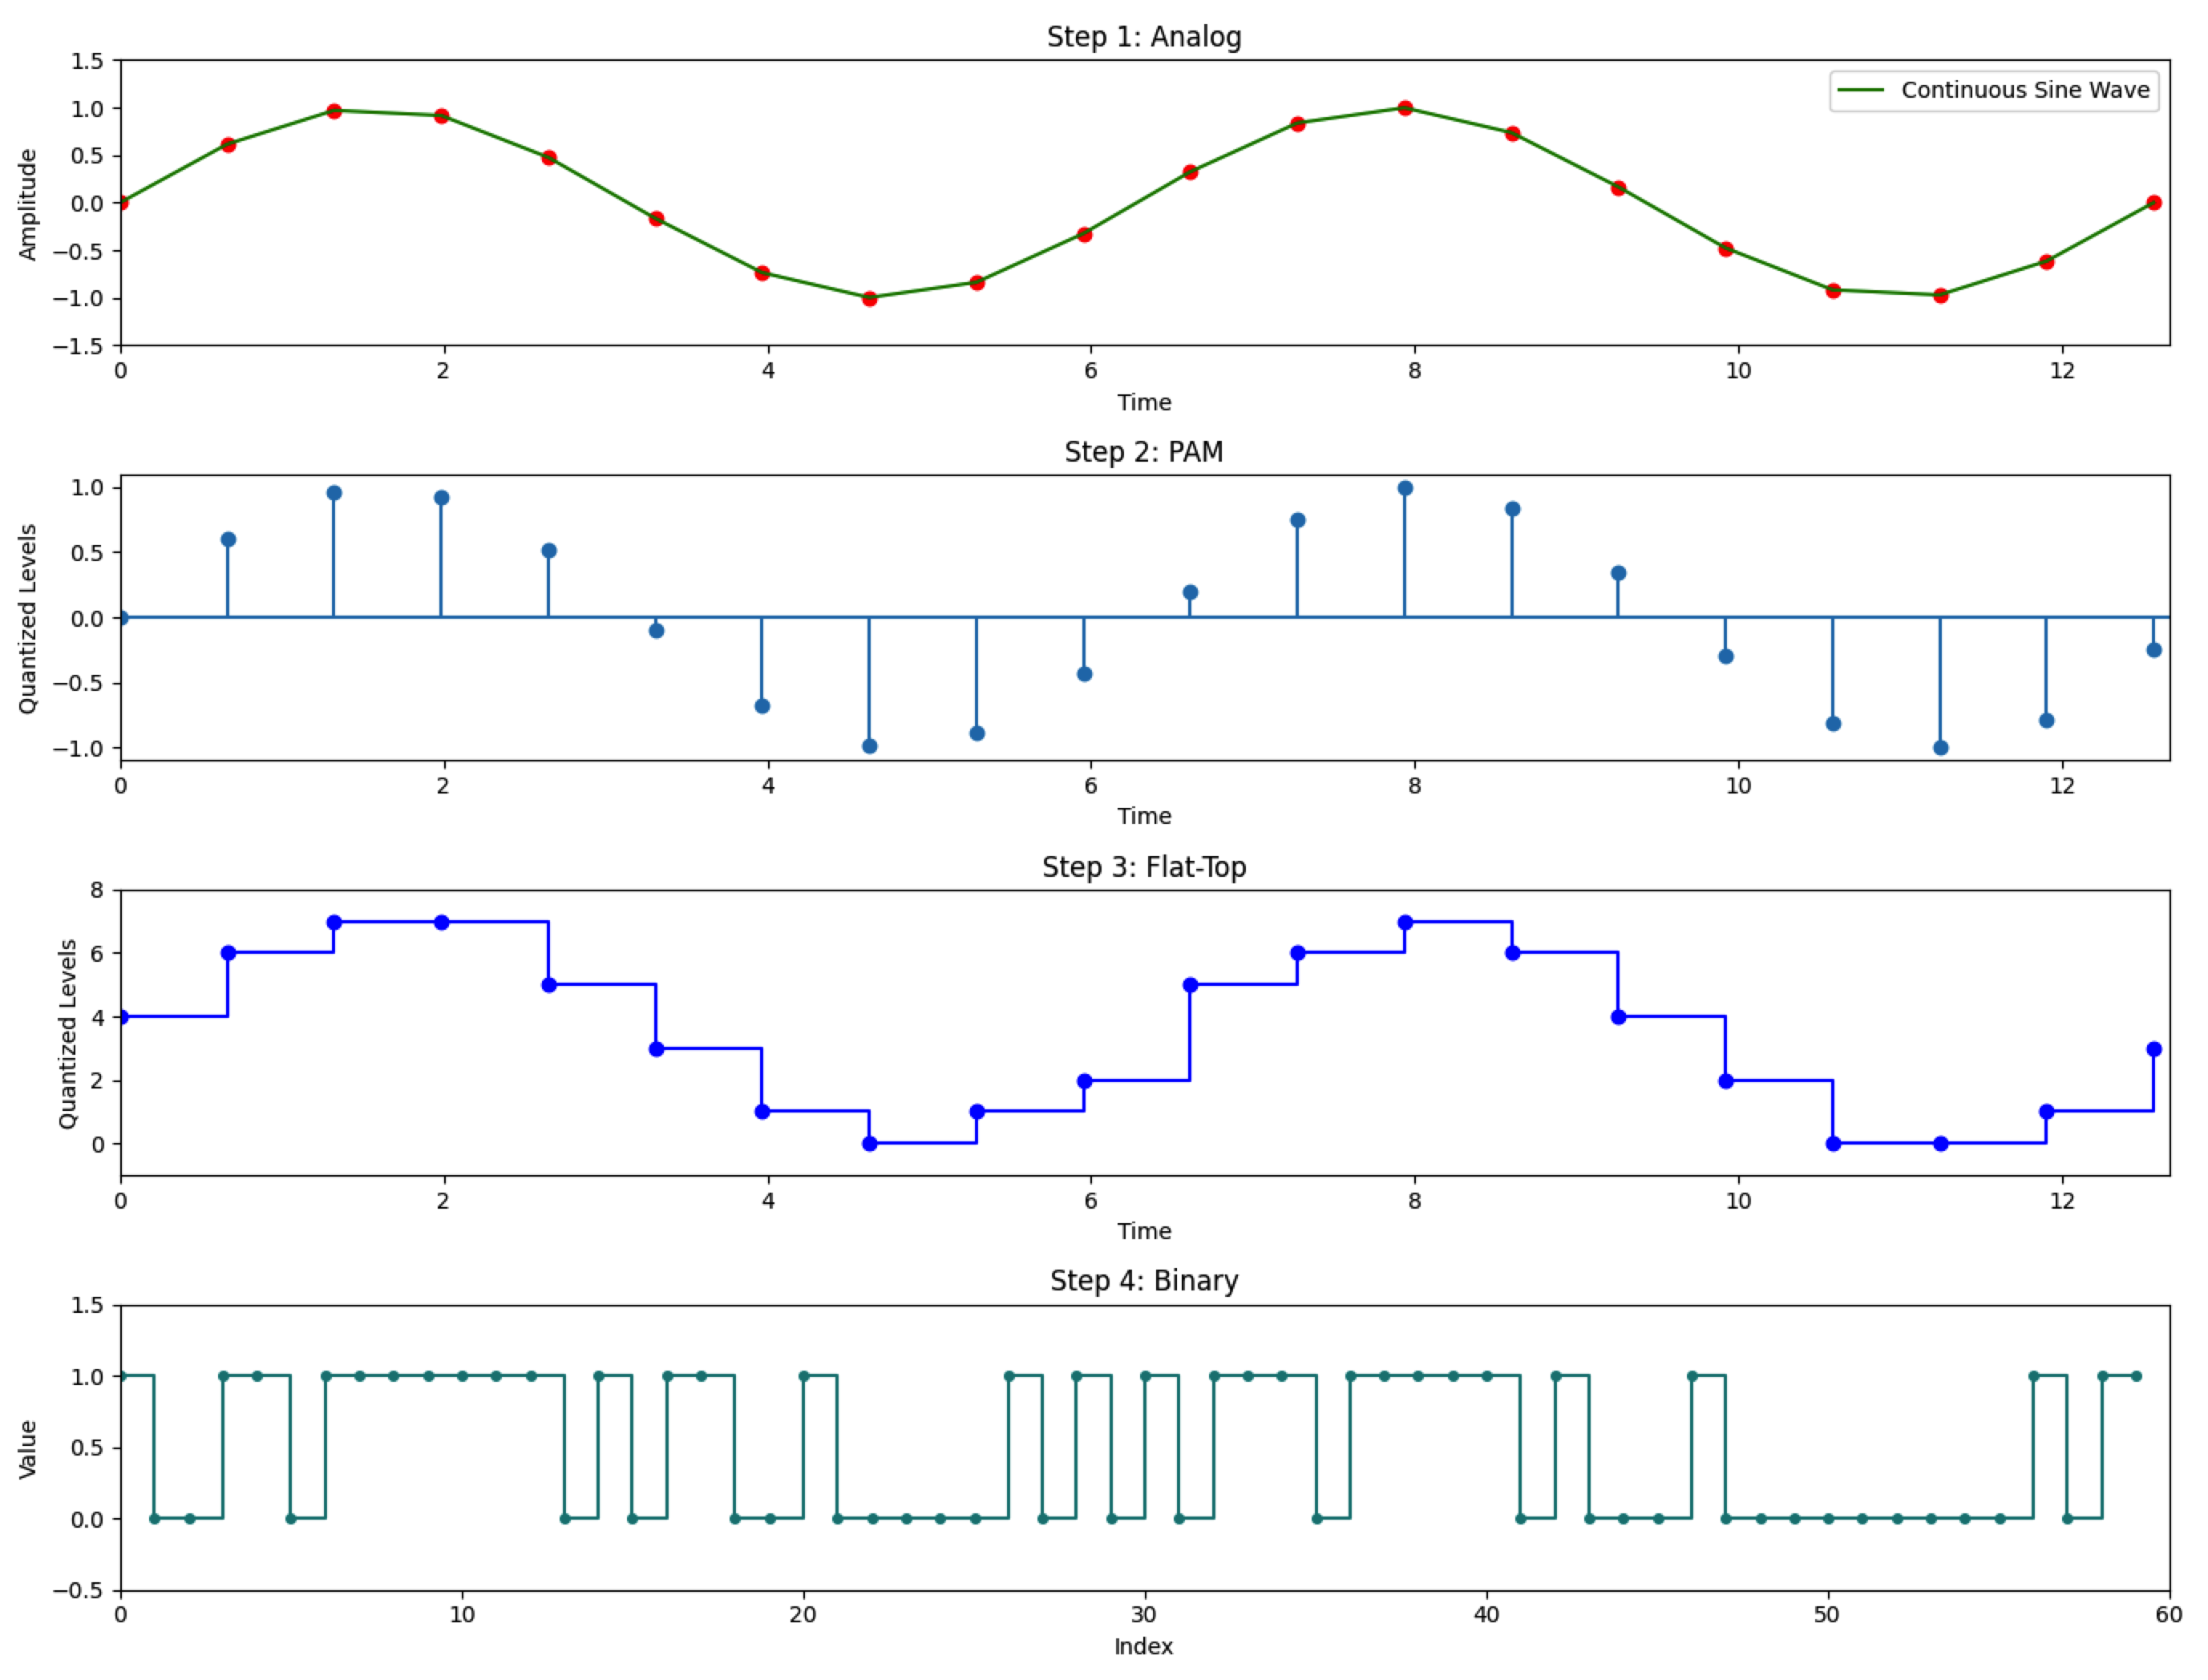 Step 1: Analog
1.5
1.0
0.5
0.0
−0.5
−1.0
−1.5
Amplitude
Continuous Sine Wave
0 2 4 6 8 10 12
Time
Step 2: PAM
1.0
0.5
0.0
−0.5
−1.0
Quantized Levels
0 2 4 6 8 10 12
Time
Step 3: Flat-Top
8
6
4
2
0
Quantized Levels
0 2 4 6 8 10 12
Time
Step 4: Binary
1.5
1.0
0.5
0.0
−0.5
Value
0 10 20 30 40 50 60
Index